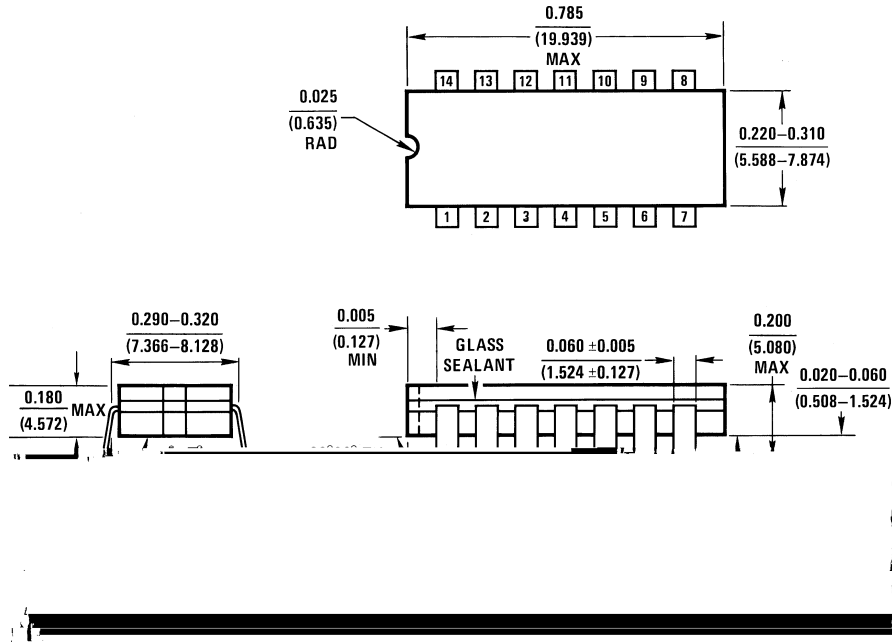 0.785
(19.939)
MAX
14 13 12 11 10 9 8
0.025
(0.635)
RAD
0.220–0.310
(5.588–7.874)
1 2 3 4 5 6 7
0.290–0.320
(7.366–8.128)
0.005
(0.127)
MIN
GLASS
SEALANT
0.060 ±0.005
(1.524 ±0.127)
0.200
(5.080)
MAX
0.020–0.060
(0.508–1.524)
0.180
(4.572)
MAX